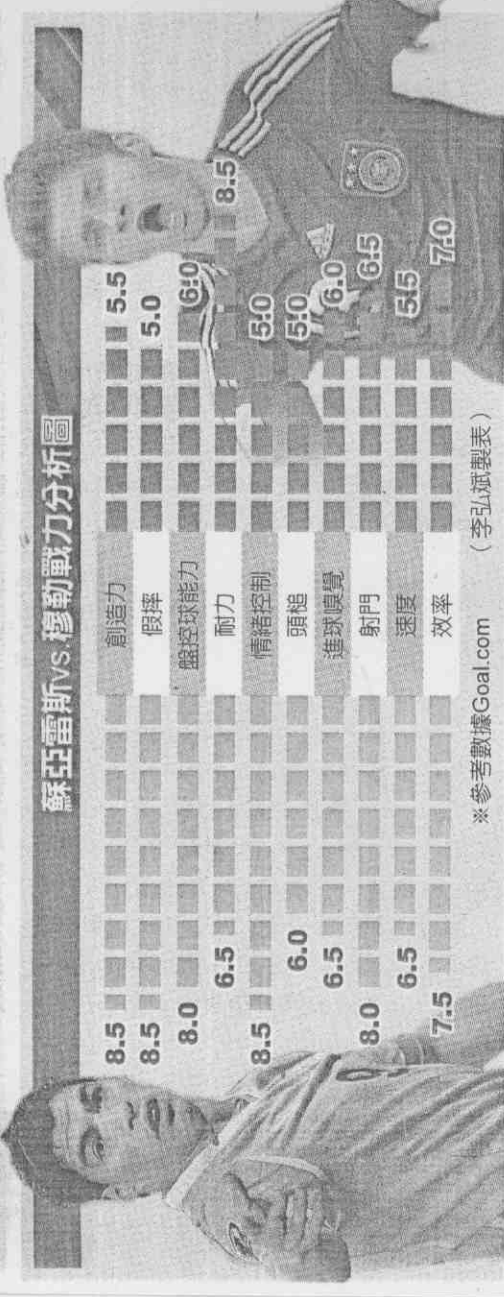 蘇亞雷斯vs.穆勒戰力分析圖
8.5 創造力 5.5
8.5 假摔 5.0
8.0 盤控球能力 6.0
6.5 耐力 8.5
8.5 情緒控制 5.0
6.0 頭槌 5.0
6.5 進球嗅覺 6.0
8.0 射門 6.5
6.5 速度 5.5
7.5 效率 7.0
※參考數據Goal.com (李弘斌製表)